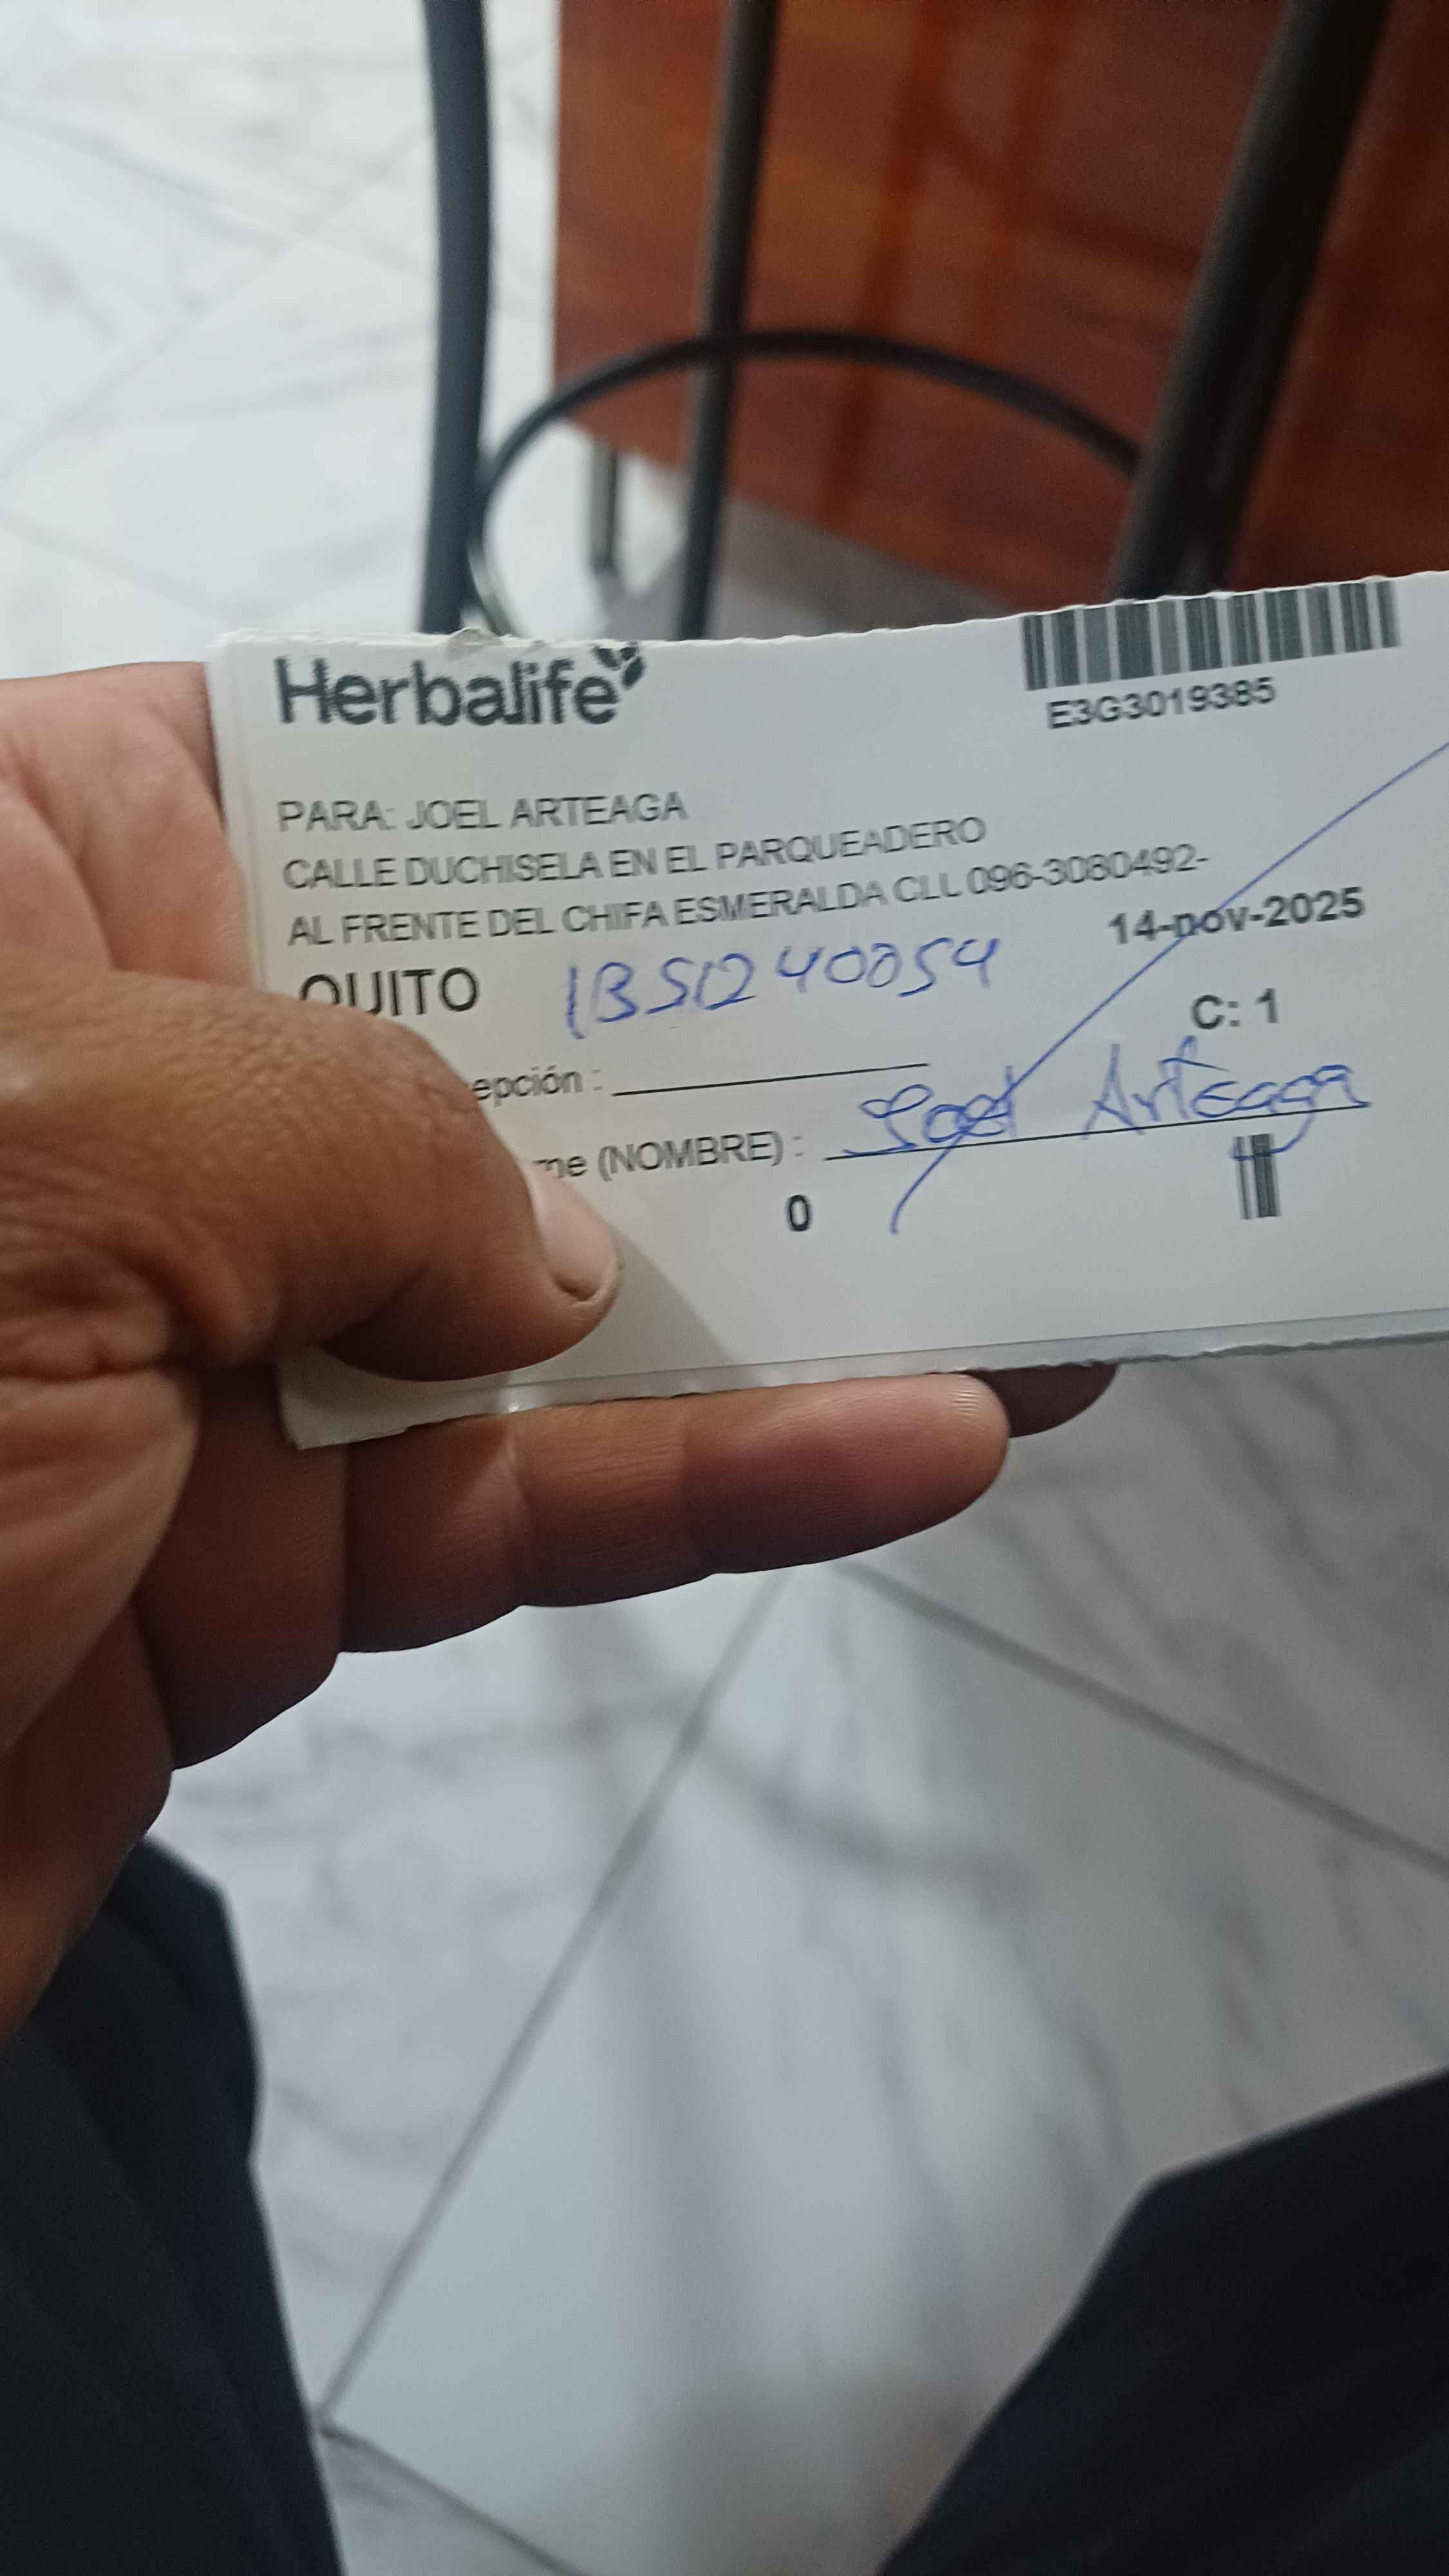 Herbalife
E3G3019385
PARA: JOEL ARTEAGA
CALLE DUCHISELA EN EL PARQUEADERO
AL FRENTE DEL CHIFA ESMERALDA CLL 096-3080492-
14-nov-2025
QUITO
C: 1
epción :
me (NOMBRE) : Joel Arteaga
0